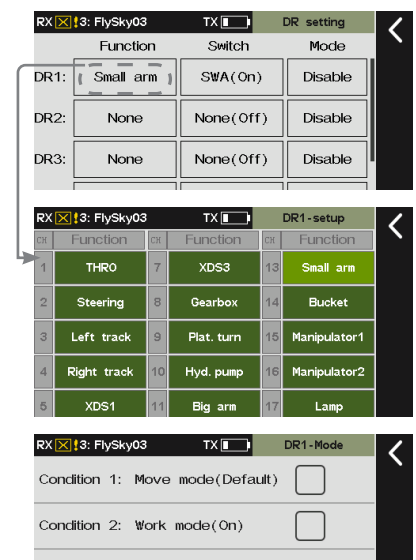 RX !3: FlySky03 TX DR setting
Function Switch Mode
DR1: Small arm SWA(On) Disable
DR2: None None(Off) Disable
DR3: None None(Off) Disable
RX !3: FlySky03 TX DR1-setup
CH Function CH Function CH Function
1 THRO 7 XDS3 13 Small arm
2 Steering 8 Gearbox 14 Bucket
3 Left track 9 Plat. turn 15 Manipulator1
4 Right track 10 Hyd. pump 16 Manipulator2
5 XDS1 11 Big arm 17 Lamp
RX !3: FlySky03 TX DR1-Mode
Condition 1: Move mode(Default)
Condition 2: Work mode(On)